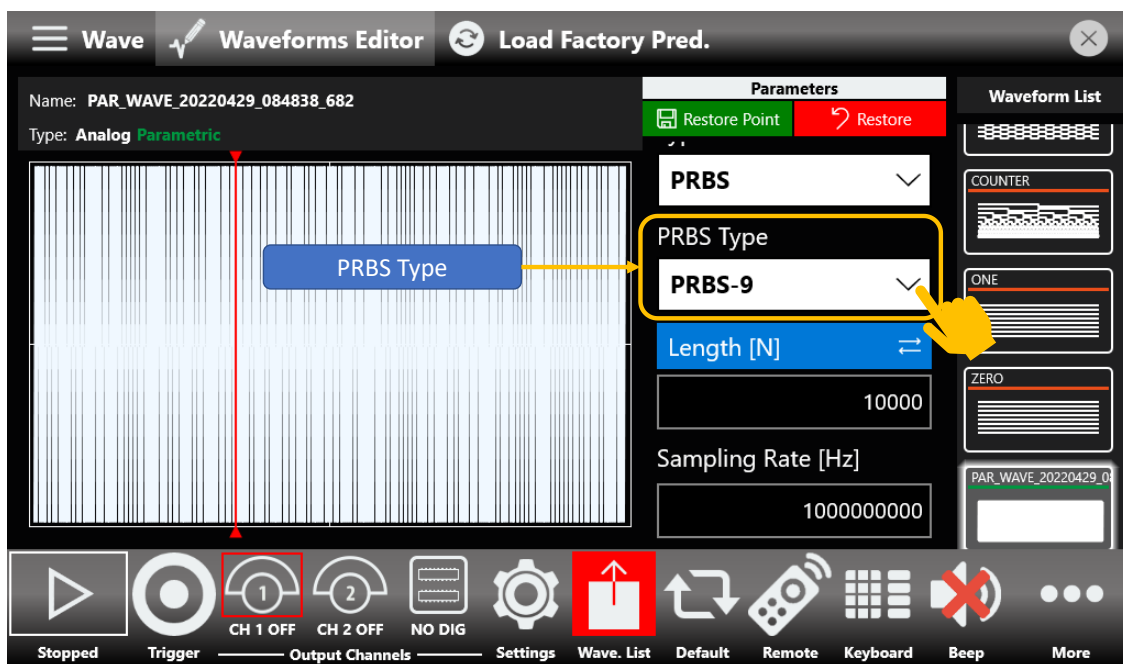 Wave
Waveforms Editor
Load Factory Pred.
Name: PAR_WAVE_20220429_084838_682
Type: Analog Parametric
Parameters
Restore Point
Restore
PRBS
PRBS Type
PRBS-9
PRBS Type
Length [N]
10000
Sampling Rate [Hz]
1000000000
Waveform List
COUNTER
ONE
ZERO
PAR_WAVE_20220429_0
1
2
CH 1 OFF
CH 2 OFF
NO DIG
Stopped
Trigger
Output Channels
Settings
Wave. List
Default
Remote
Keyboard
Beep
More